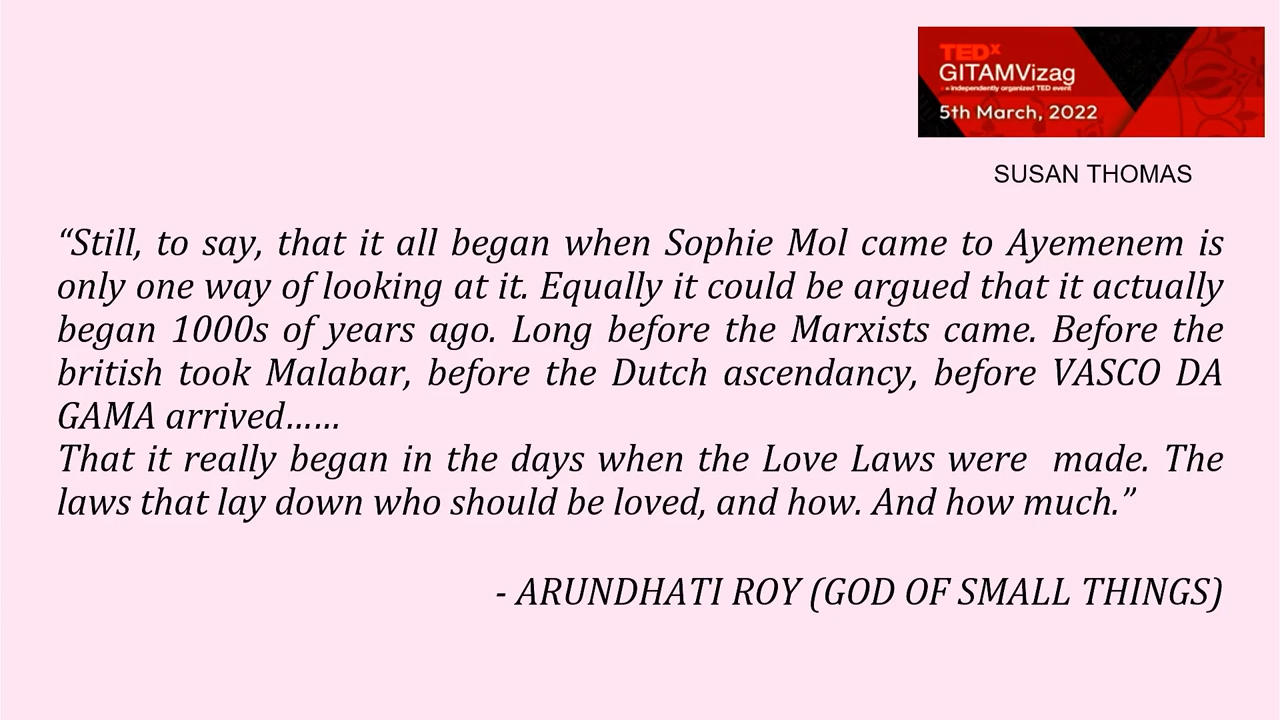 TEDx
GITAMVizag
a independently organized TED event
5th March, 2022
SUSAN THOMAS
“Still, to say, that it all began when Sophie Mol came to Ayemenem is
only one way of looking at it. Equally it could be argued that it actually
began 1000s of years ago. Long before the Marxists came. Before the
british took Malabar, before the Dutch ascendancy, before VASCO DA
GAMA arrived......
That it really began in the days when the Love Laws were  made. The
laws that lay down who should be loved, and how. And how much.”
- ARUNDHATI ROY (GOD OF SMALL THINGS)